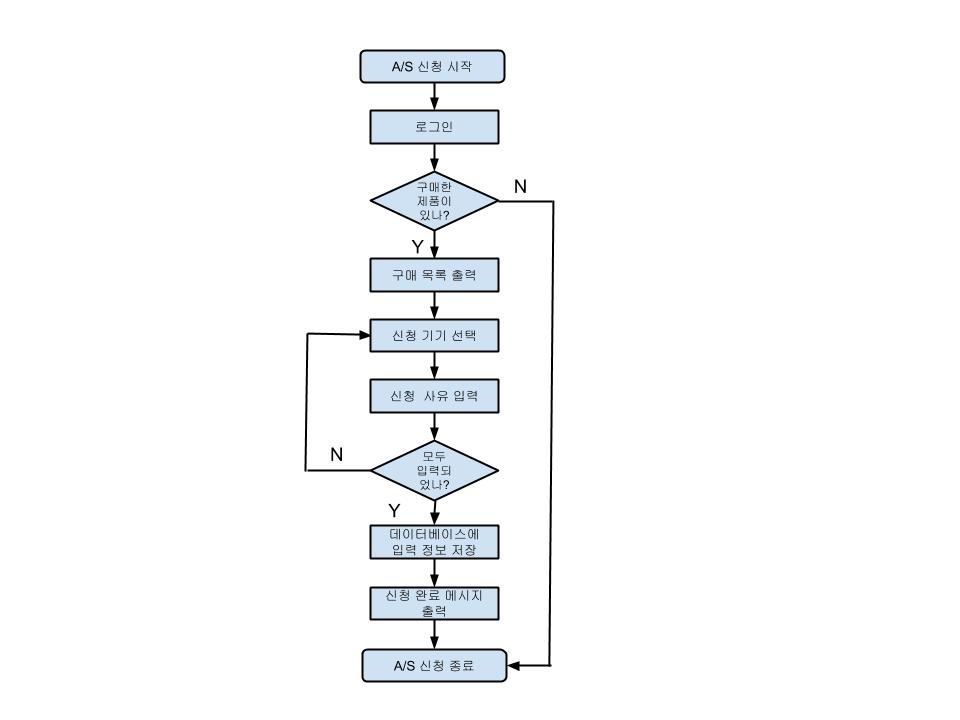 A/S 신청 시작
로그인
구매한
제품이
있나?
N
Y
구매 목록 출력
신청 기기 선택
신청 사유 입력
모두
입력되
었나?
N
Y
데이터베이스에
입력 정보 저장
신청 완료 메시지
출력
A/S 신청 종료